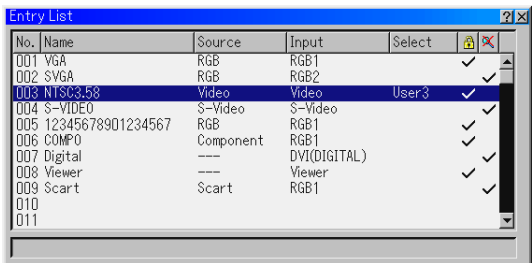 Entry List
No. Name Source Input Select
001 VGA RGB RGB1
002 SVGA RGB RGB2
003 NTSC3.58 Video Video User3
004 S-VIDEO S-Video S-Video
005 12345678901234567 RGB RGB1
006 COMPO Component RGB1
007 Digital --- DVI(DIGITAL)
008 Viewer --- Viewer
009 Scart Scart RGB1
010
011